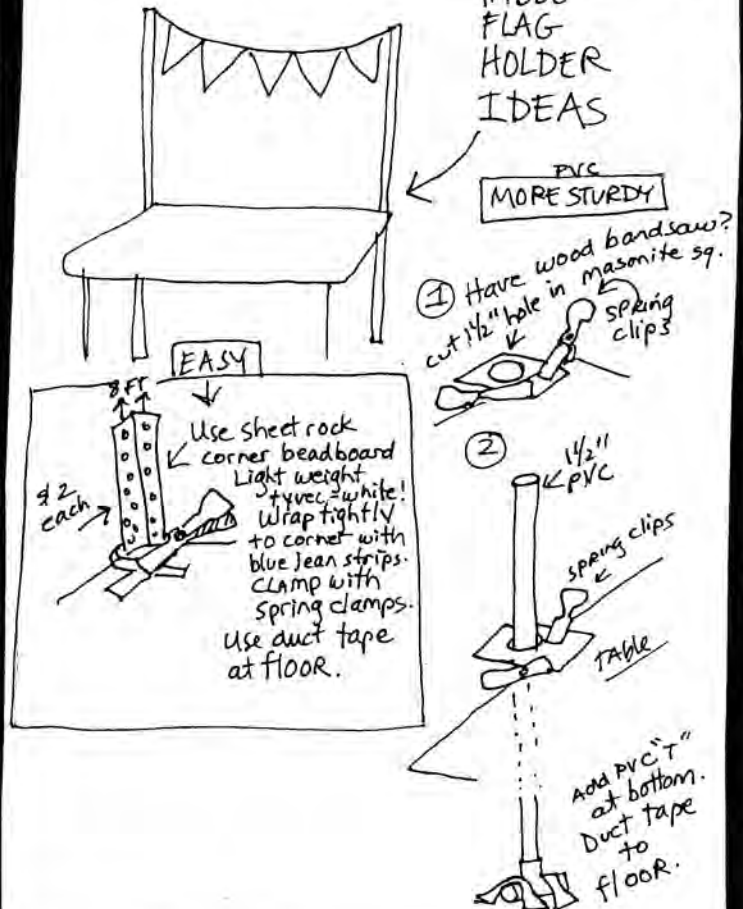 FLAG
HOLDER
IDEAS
PVC
MORE STURDY
① Have wood bandsaw?
cut 1½" hole in masonite sq.
spring
clips
EASY
8 FT
$2
each
Use sheet rock
corner beadboard
Light weight
tyvec = white!
Wrap tightly
to corner with
blue jean strips.
CLAMP with
spring clamps.
Use duct tape
at floor.
②
1½"
PVC
spring clips
TABLE
Add PVC "T"
at bottom.
Duct tape
to
floor.